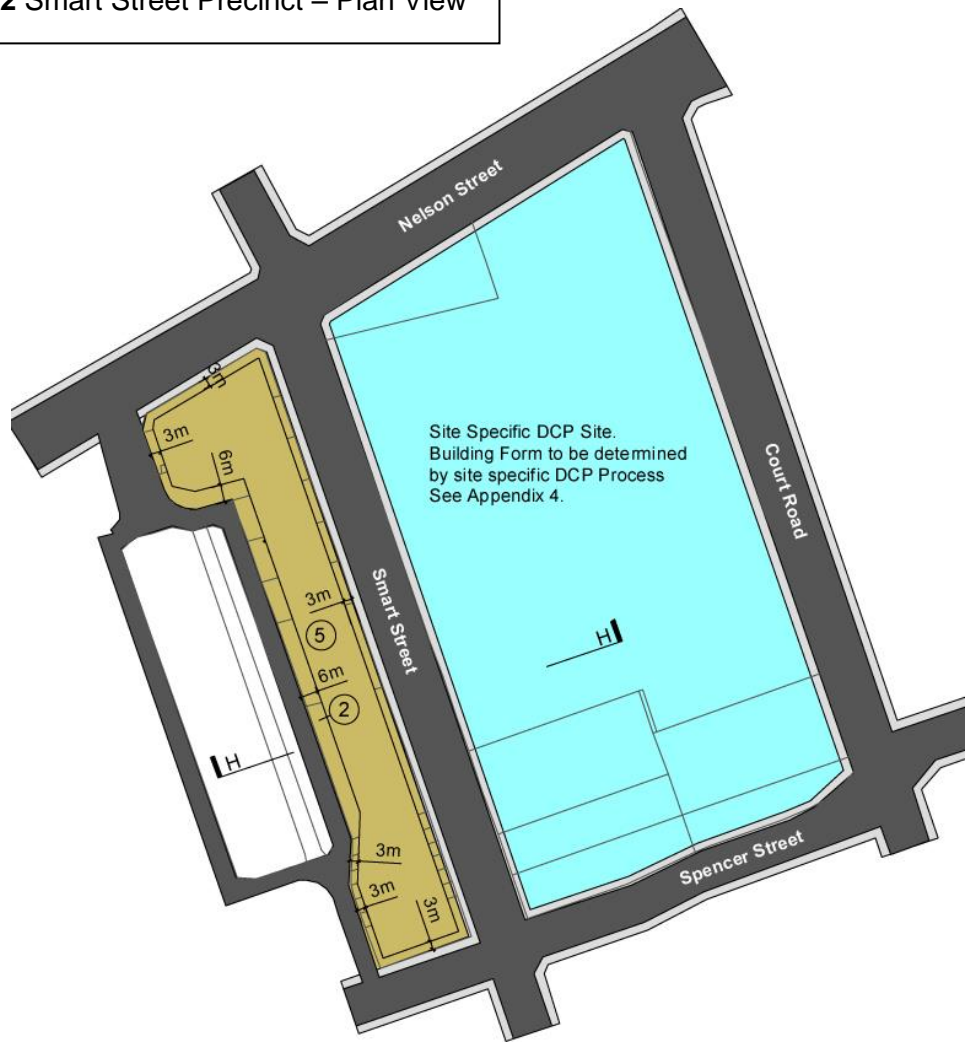 2 Smart Street Precinct – Plan View
Nelson Street
3m
3m
6m
Site Specific DCP Site.
Building Form to be determined
by site specific DCP Process
See Appendix 4.
Court Road
Smart Street
3m
5
H
6m
2
H
3m
3m
3m
Spencer Street